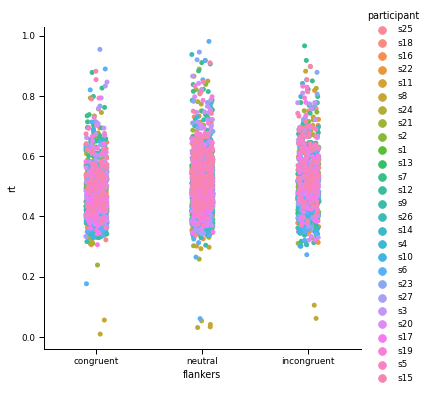 participant
s25
s18
s16
s22
s11
s8
s24
s21
s2
s1
s13
s7
s12
s9
s26
s14
s4
s10
s6
s23
s27
s3
s20
s17
s19
s5
s15
1.0
0.8
0.6
0.4
0.2
0.0
rt
congruent neutral incongruent
flankers